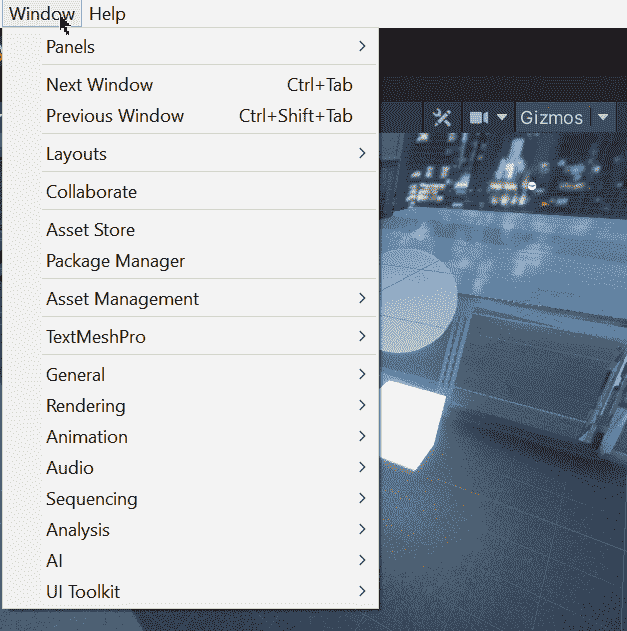 Window Help
Panels
Next Window Ctrl+Tab
Previous Window Ctrl+Shift+Tab
Layouts
Collaborate
Asset Store
Package Manager
Asset Management
TextMeshPro
General
Rendering
Animation
Audio
Sequencing
Analysis
AI
UI Toolkit
Gizmos